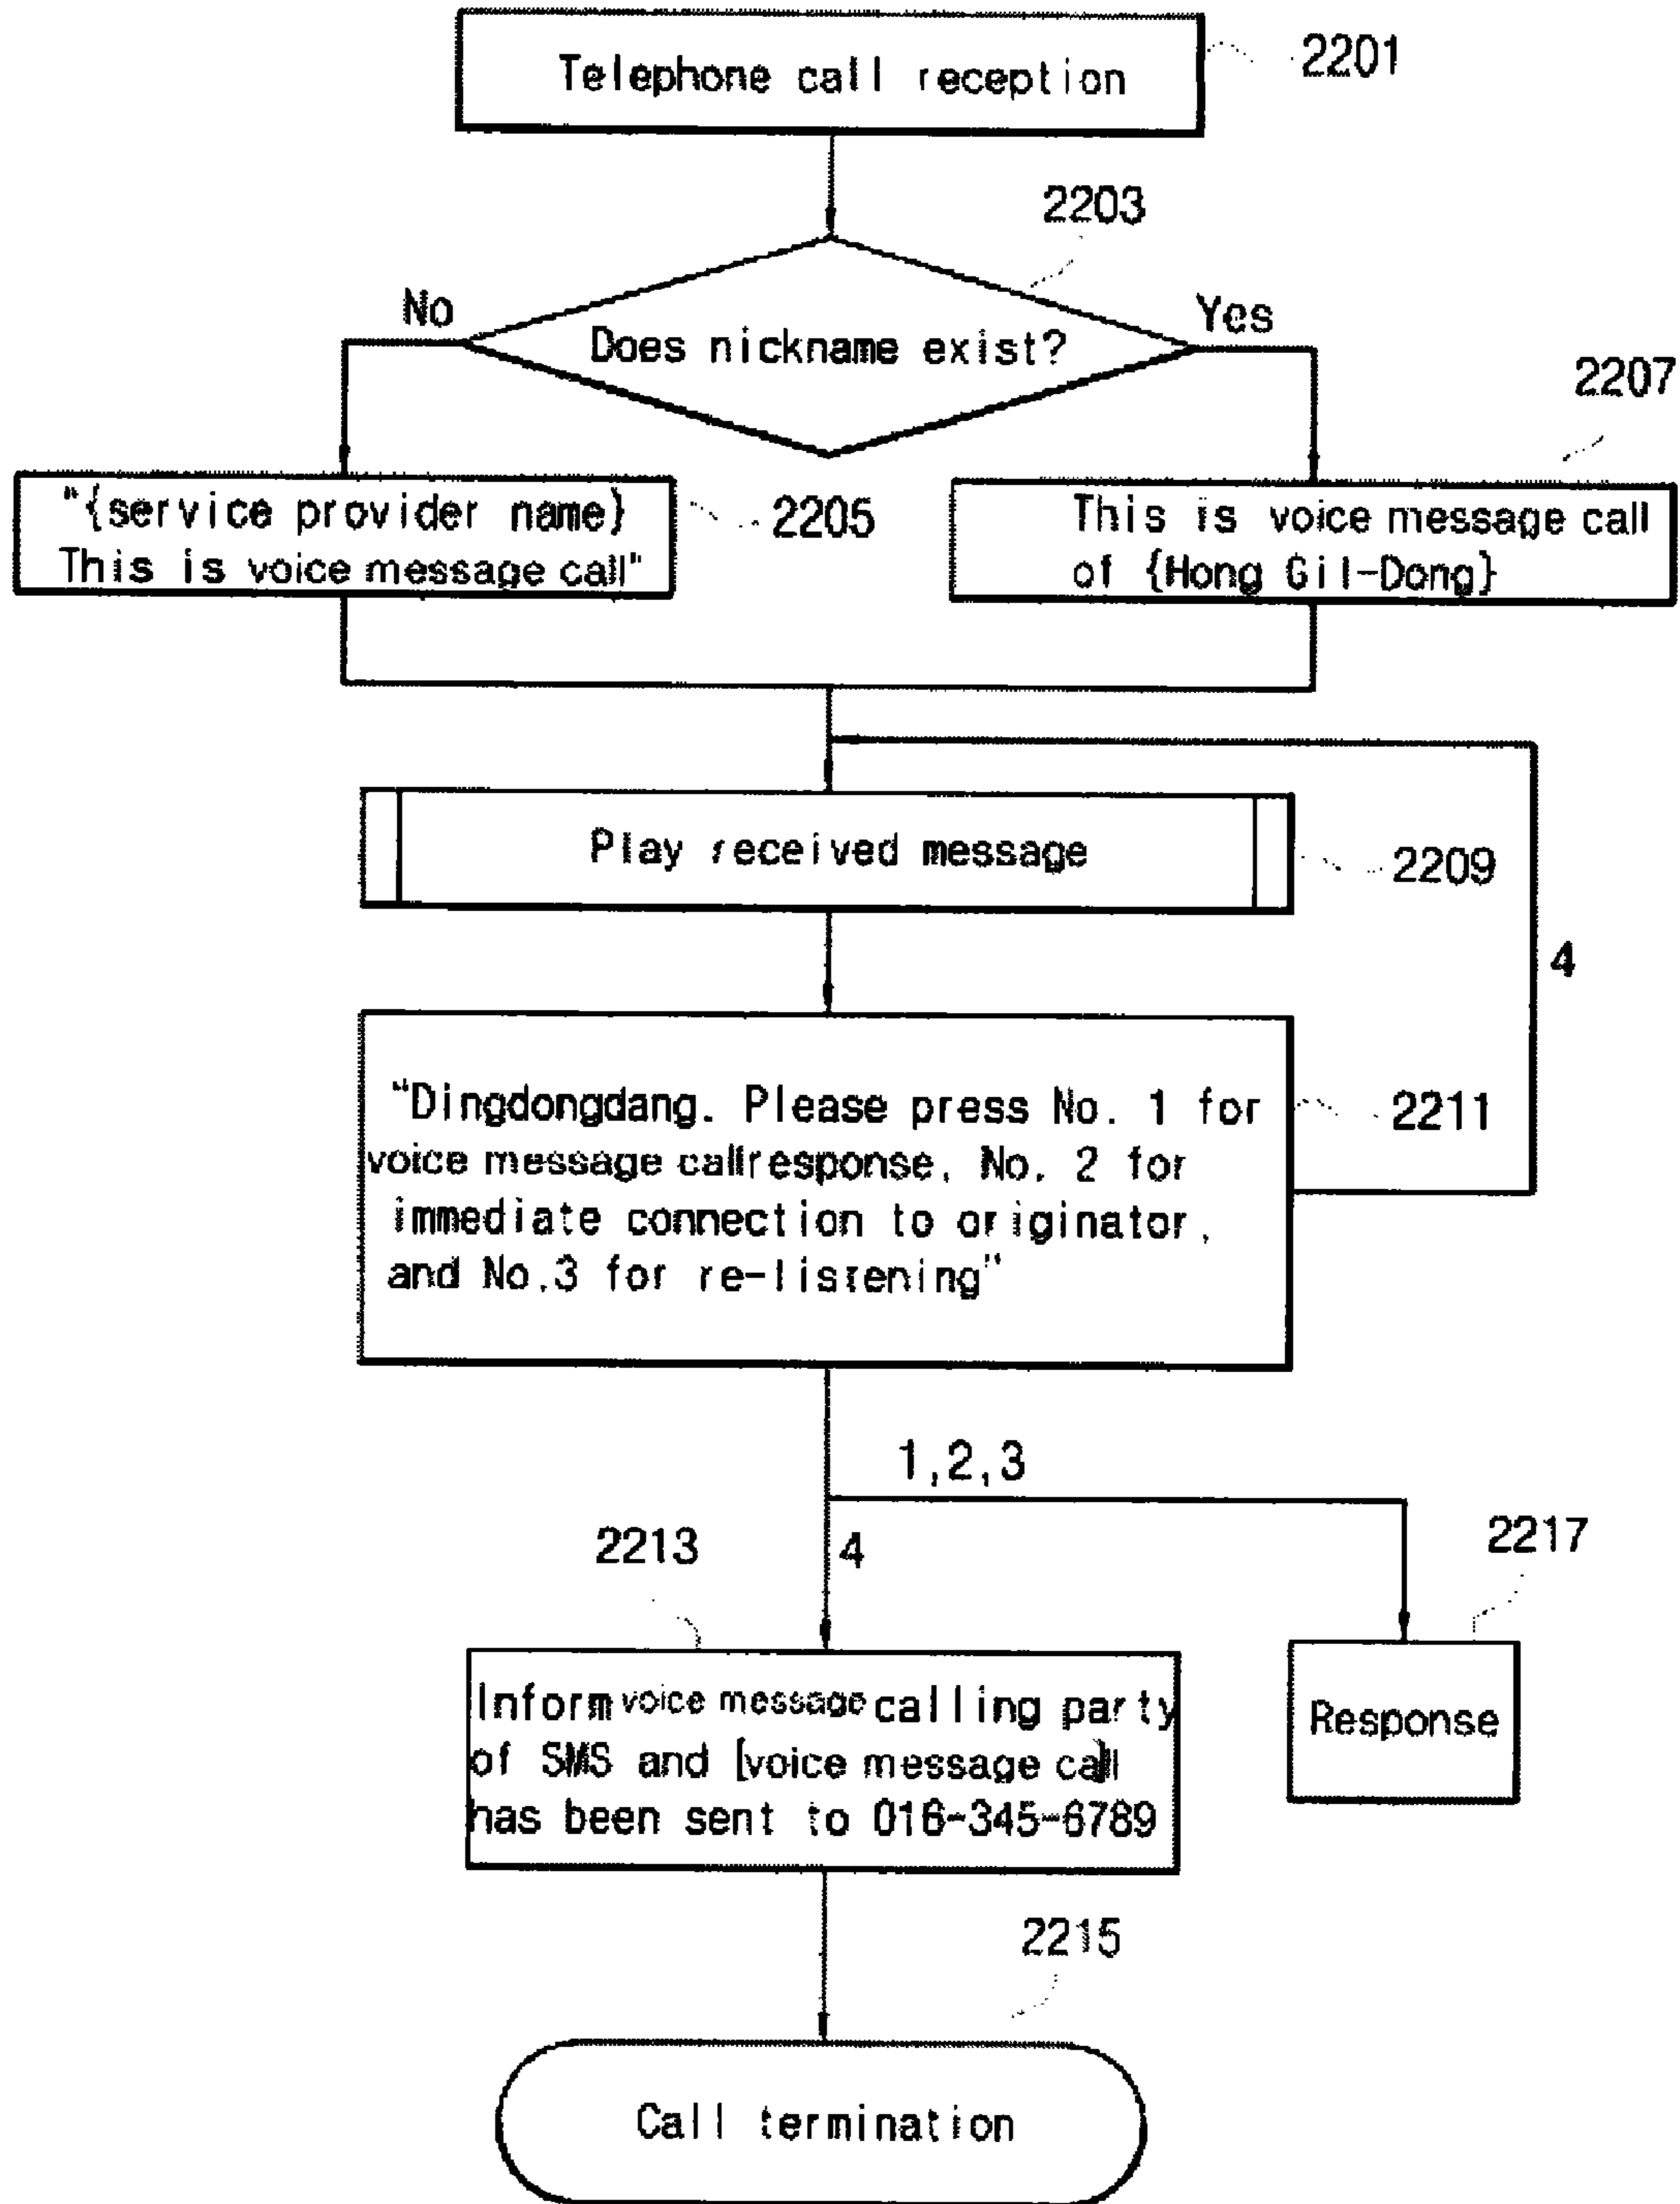 Telephone call reception
2201
2203
No
Yes
Does nickname exist?
2207
"{service provider name}
This is voice message call"
2205
This is voice message call
of {Hong Gil-Dong}
Play received message
2209
4
"Dingdongdang. Please press No. 1 for
voice message callresponse, No. 2 for
immediate connection to originator,
and No.3 for re-listening"
2211
1,2,3
2213
4
2217
Inform voice message calling party
of SMS and [voice message call]
has been sent to 016-345-6789
Response
2215
Call termination